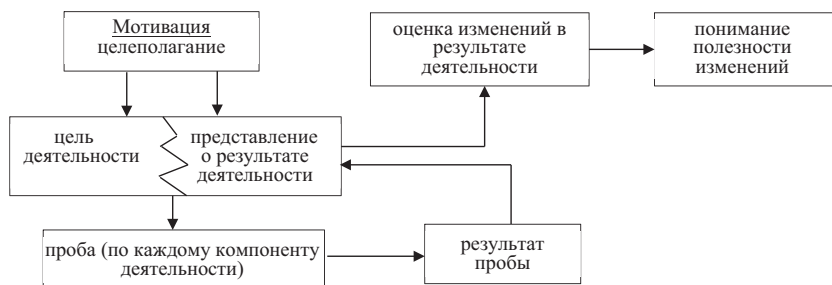 Мотивация
целеполагание
оценка изменений в
результате
деятельности
понимание
полезности
изменений
цель
деятельности
представление
о результате
деятельности
проба (по каждому компоненту
деятельности)
результат
пробы